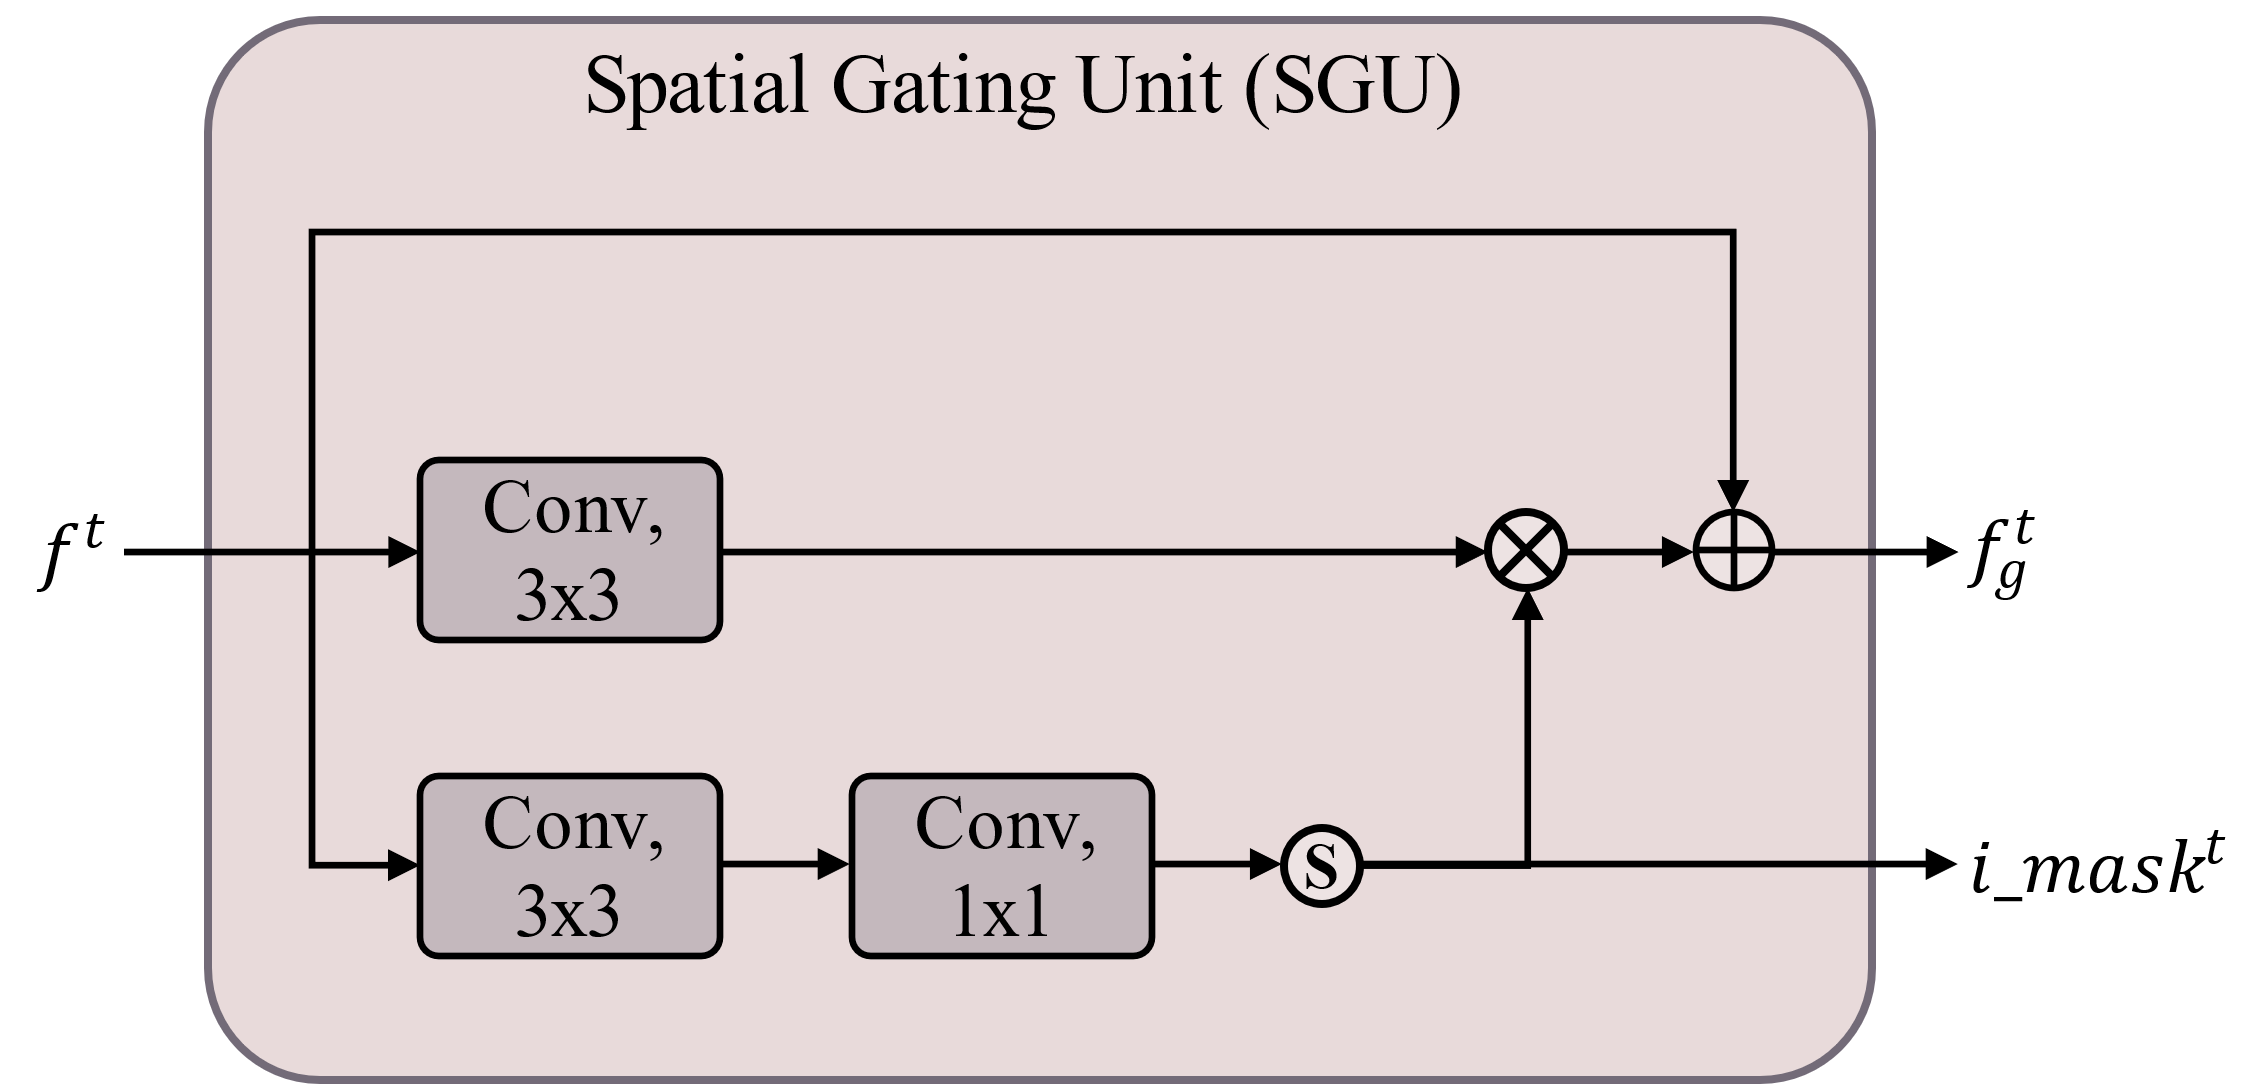 Spatial Gating Unit (SGU)
f^t
Conv,
3x3
f_g^t
Conv,
3x3
Conv,
1x1
S
i_mask^t